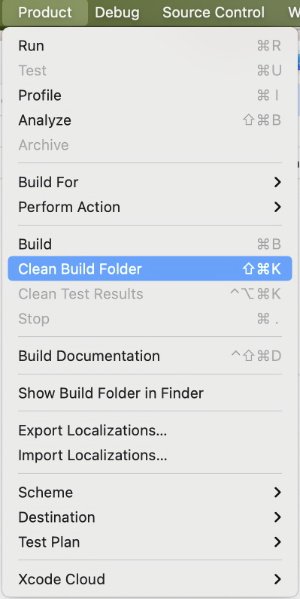 Product Debug Source Control W
Run ⌘R
Test ⌘U
Profile ⌘I
Analyze ⇧⌘B
Archive
Build For >
Perform Action >
Build ⌘B
Clean Build Folder ⇧⌘K
Clean Test Results ^⌥⌘K
Stop ⌘.
Build Documentation ^⇧⌘D
Show Build Folder in Finder
Export Localizations...
Import Localizations...
Scheme >
Destination >
Test Plan >
Xcode Cloud >